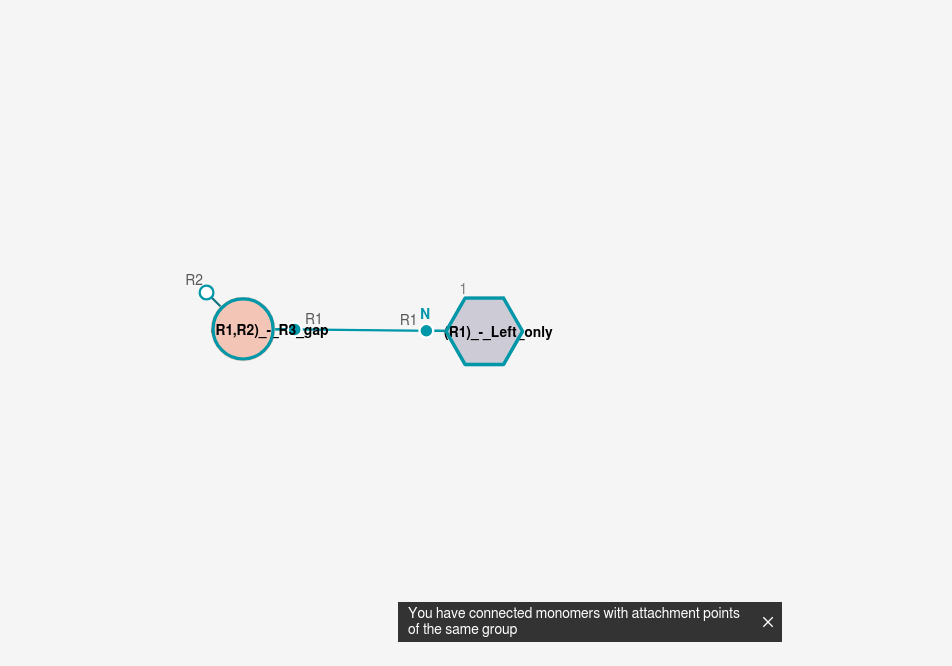 R2
1
R1
R1
N
R1,R2)_-_R3_gap
(R1)_-_Left_only
You have connected monomers with attachment points
of the same group